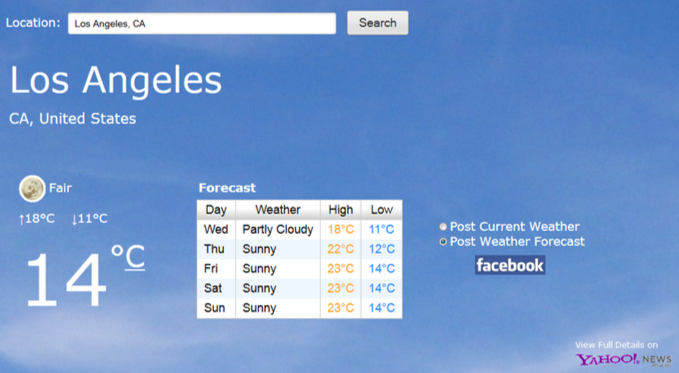 Location: Los Angeles, CA Search
Los Angeles
CA, United States
Fair
↑18°C ↓11°C
14°C
Forecast
Day Weather High Low
Wed Partly Cloudy 18°C 11°C
Thu Sunny 22°C 12°C
Fri Sunny 23°C 14°C
Sat Sunny 23°C 14°C
Sun Sunny 23°C 14°C
Post Current Weather
Post Weather Forecast
facebook
View Full Details on
YAHOO! NEWS